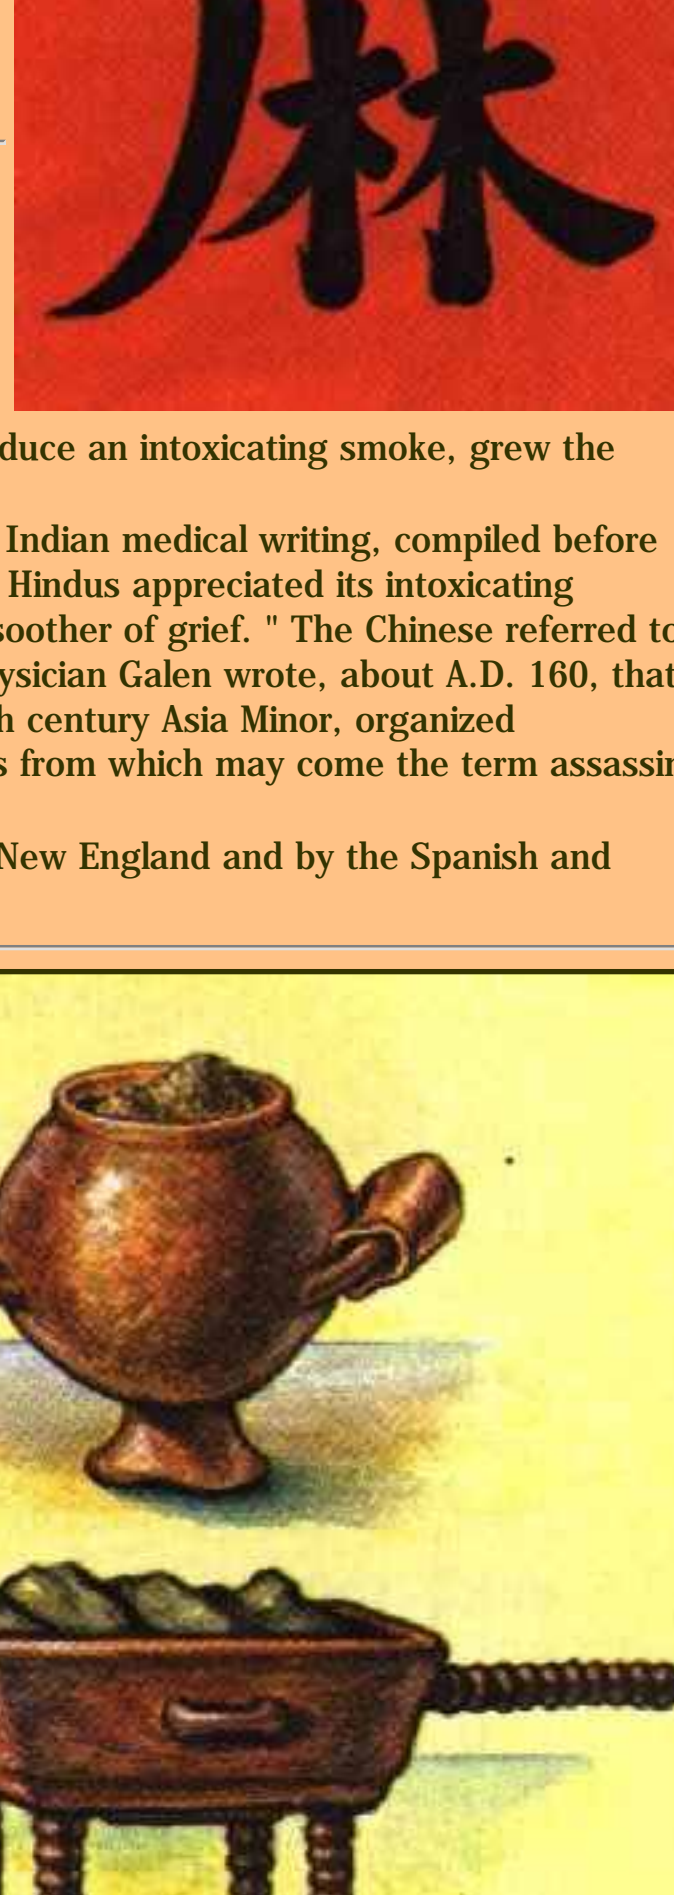 麻
duce an intoxicating smoke, grew the
Indian medical writing, compiled before
Hindus appreciated its intoxicating
soother of grief. " The Chinese referred to
ysician Galen wrote, about A.D. 160, that
h century Asia Minor, organized
s from which may come the term assassin
New England and by the Spanish and